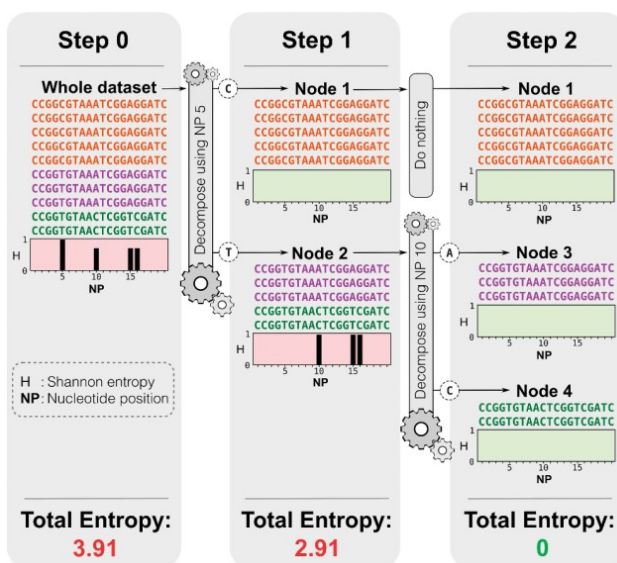 Step 0
Whole dataset
CCGGCGTAAATCGGAGGATC
CCGGCGTAAATCGGAGGATC
CCGGCGTAAATCGGAGGATC
CCGGCGTAAATCGGAGGATC
CCGGCGTAAATCGGAGGATC
CCGGTGTAAATCGGAGGATC
CCGGTGTAAATCGGAGGATC
CCGGTGTAAATCGGAGGATC
CCGGTGTAACTCGGTCGATC
CCGGTGTAACTCGGTCGATC
1
H
0
5 10 15
NP
H : Shannon entropy
NP : Nucleotide position
Total Entropy:
3.91
Decompose using NP 5
C
T
Step 1
Node 1
CCGGCGTAAATCGGAGGATC
CCGGCGTAAATCGGAGGATC
CCGGCGTAAATCGGAGGATC
CCGGCGTAAATCGGAGGATC
CCGGCGTAAATCGGAGGATC
1
H
0
5 10 15
NP
Node 2
CCGGTGTAAATCGGAGGATC
CCGGTGTAAATCGGAGGATC
CCGGTGTAAATCGGAGGATC
CCGGTGTAACTCGGTCGATC
CCGGTGTAACTCGGTCGATC
1
H
0
5 10 15
NP
Total Entropy:
2.91
Do nothing
Decompose using NP 10
A
C
Step 2
Node 1
CCGGCGTAAATCGGAGGATC
CCGGCGTAAATCGGAGGATC
CCGGCGTAAATCGGAGGATC
CCGGCGTAAATCGGAGGATC
CCGGCGTAAATCGGAGGATC
1
H
0
5 10 15
NP
Node 3
CCGGTGTAAATCGGAGGATC
CCGGTGTAAATCGGAGGATC
CCGGTGTAAATCGGAGGATC
1
H
0
5 10 15
NP
Node 4
CCGGTGTAACTCGGTCGATC
CCGGTGTAACTCGGTCGATC
1
H
0
5 10 15
NP
Total Entropy:
0